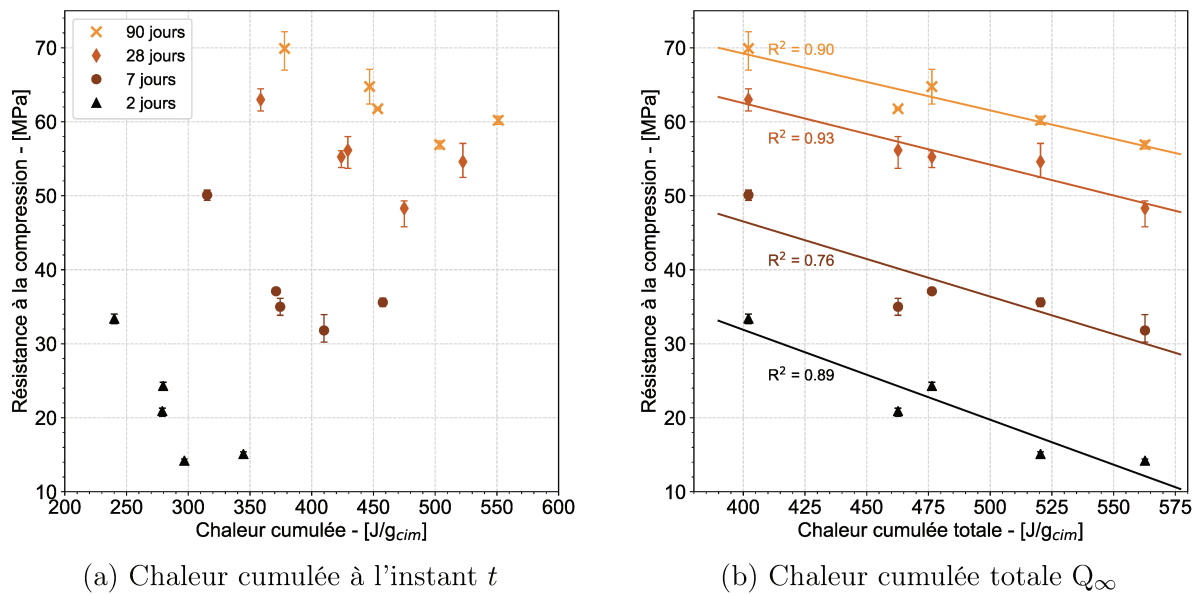 90 jours
28 jours
7 jours
2 jours
70
60
50
40
30
20
10
200
250
300
350
400
450
500
550
600
Résistance à la compression - [MPa]
Chaleur cumulée - [J/gcim]
(a) Chaleur cumulée à l'instant t
R² = 0.90
R² = 0.93
R² = 0.76
R² = 0.89
70
60
50
40
30
20
10
400
425
450
475
500
525
550
575
Résistance à la compression - [MPa]
Chaleur cumulée totale - [J/gcim]
(b) Chaleur cumulée totale Q∞